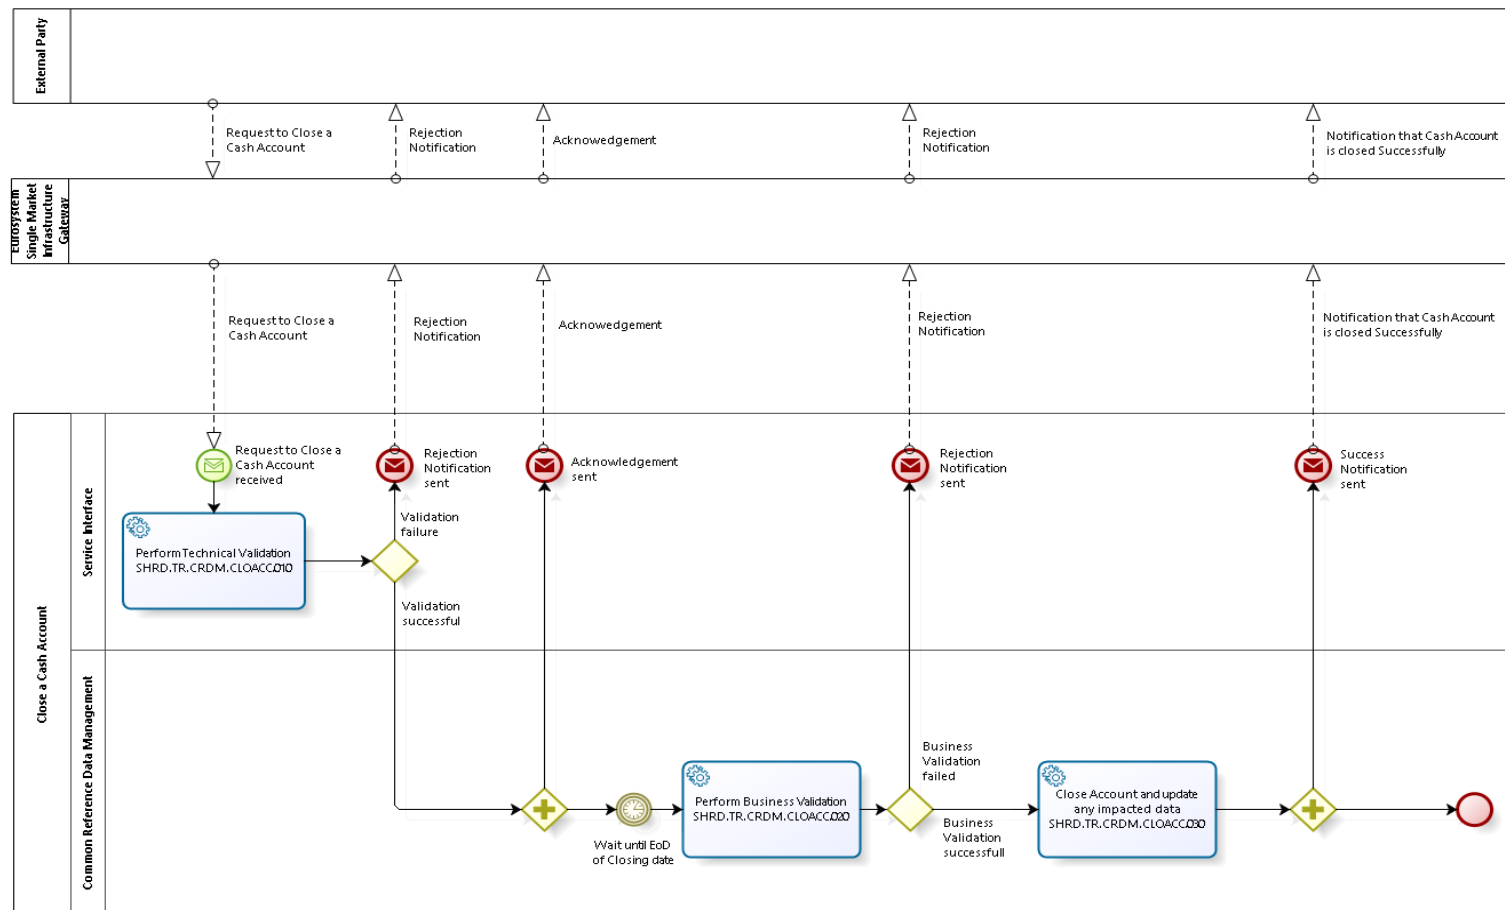 External Party
Request to Close a
Cash Account
Rejection
Notification
Acknowedgement
Rejection
Notification
Notification that Cash Account
is closed Successfully
Eurosystem
Single Market
Infrastructure
Gateway
Request to Close a
Cash Account
Rejection
Notification
Acknowedgement
Rejection
Notification
Notification that Cash Account
is closed Successfully
Close a Cash Account
Service Interface
Request to Close a
Cash Account
received
Rejection
Notification
sent
Acknowledgement
sent
Rejection
Notification
sent
Success
Notification
sent
Validation
failure
Perform Technical Validation
SHRD.TR.CRDM.CLOACC.010
Validation
successful
Common Reference Data Management
Business
Validation
failed
Perform Business Validation
SHRD.TR.CRDM.CLOACC.020
Close Account and update
any impacted data
SHRD.TR.CRDM.CLOACC.030
Business
Validation
successfull
Wait until EoD
of Closing date